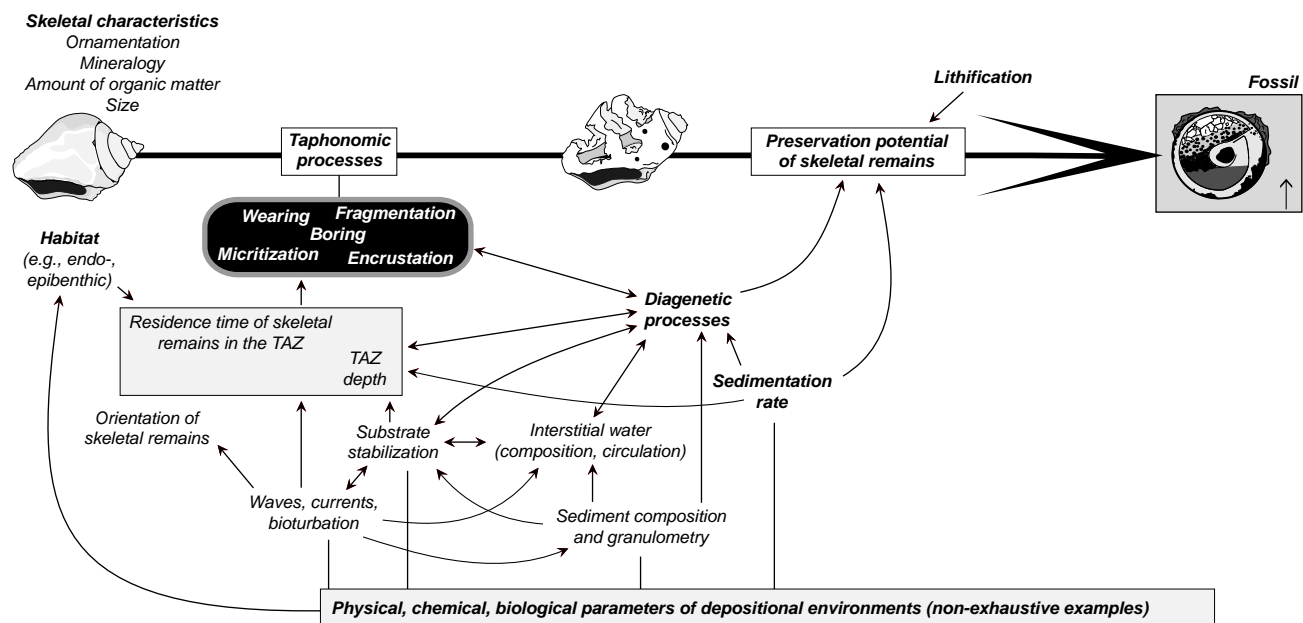 Skeletal characteristics
Ornamentation
Mineralogy
Amount of organic matter
Size
Lithification
Fossil
Taphonomic
processes
Preservation potential
of skeletal remains
Wearing
Fragmentation
Boring
Micritization
Encrustation
Habitat
(e.g., endo-,
epibenthic)
Diagenetic
processes
Residence time of skeletal
remains in the TAZ
TAZ
depth
Sedimentation
rate
Orientation of
skeletal remains
Substrate
stabilization
Interstitial water
(composition, circulation)
Waves, currents,
bioturbation
Sediment composition
and granulometry
Physical, chemical, biological parameters of depositional environments (non-exhaustive examples)